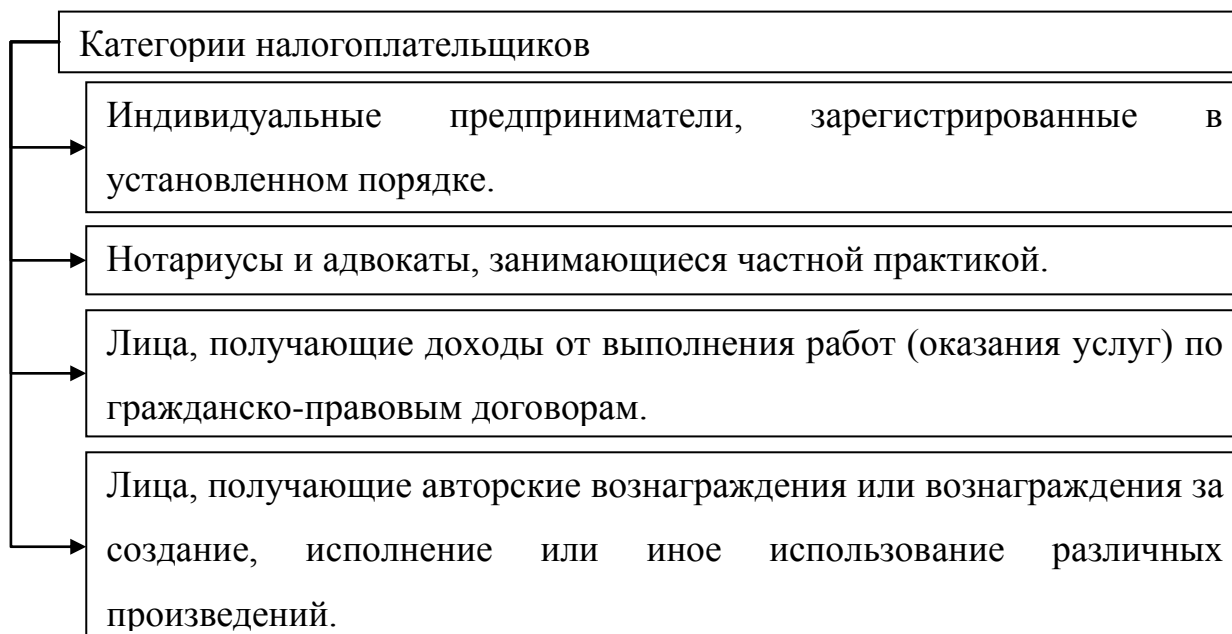 Категории налогоплательщиков
Индивидуальные предприниматели, зарегистрированные в
установленном порядке.
Нотариусы и адвокаты, занимающиеся частной практикой.
Лица, получающие доходы от выполнения работ (оказания услуг) по
гражданско-правовым договорам.
Лица, получающие авторские вознаграждения или вознаграждения за
создание, исполнение или иное использование различных
произведений.